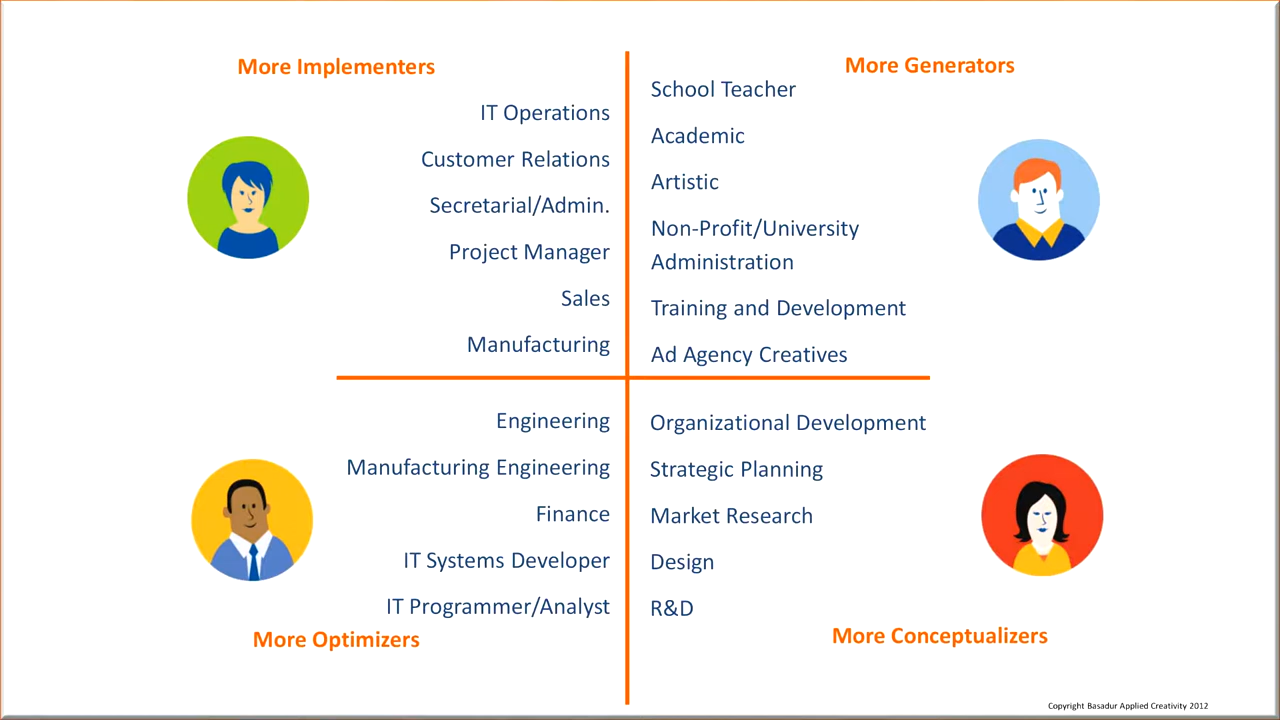 More Implementers
IT Operations
Customer Relations
Secretarial/Admin.
Project Manager
Sales
Manufacturing
More Generators
School Teacher
Academic
Artistic
Non-Profit/University
Administration
Training and Development
Ad Agency Creatives
Engineering
Manufacturing Engineering
Finance
IT Systems Developer
IT Programmer/Analyst
More Optimizers
Organizational Development
Strategic Planning
Market Research
Design
R&D
More Conceptualizers
Copyright Basadur Applied Creativity 2012